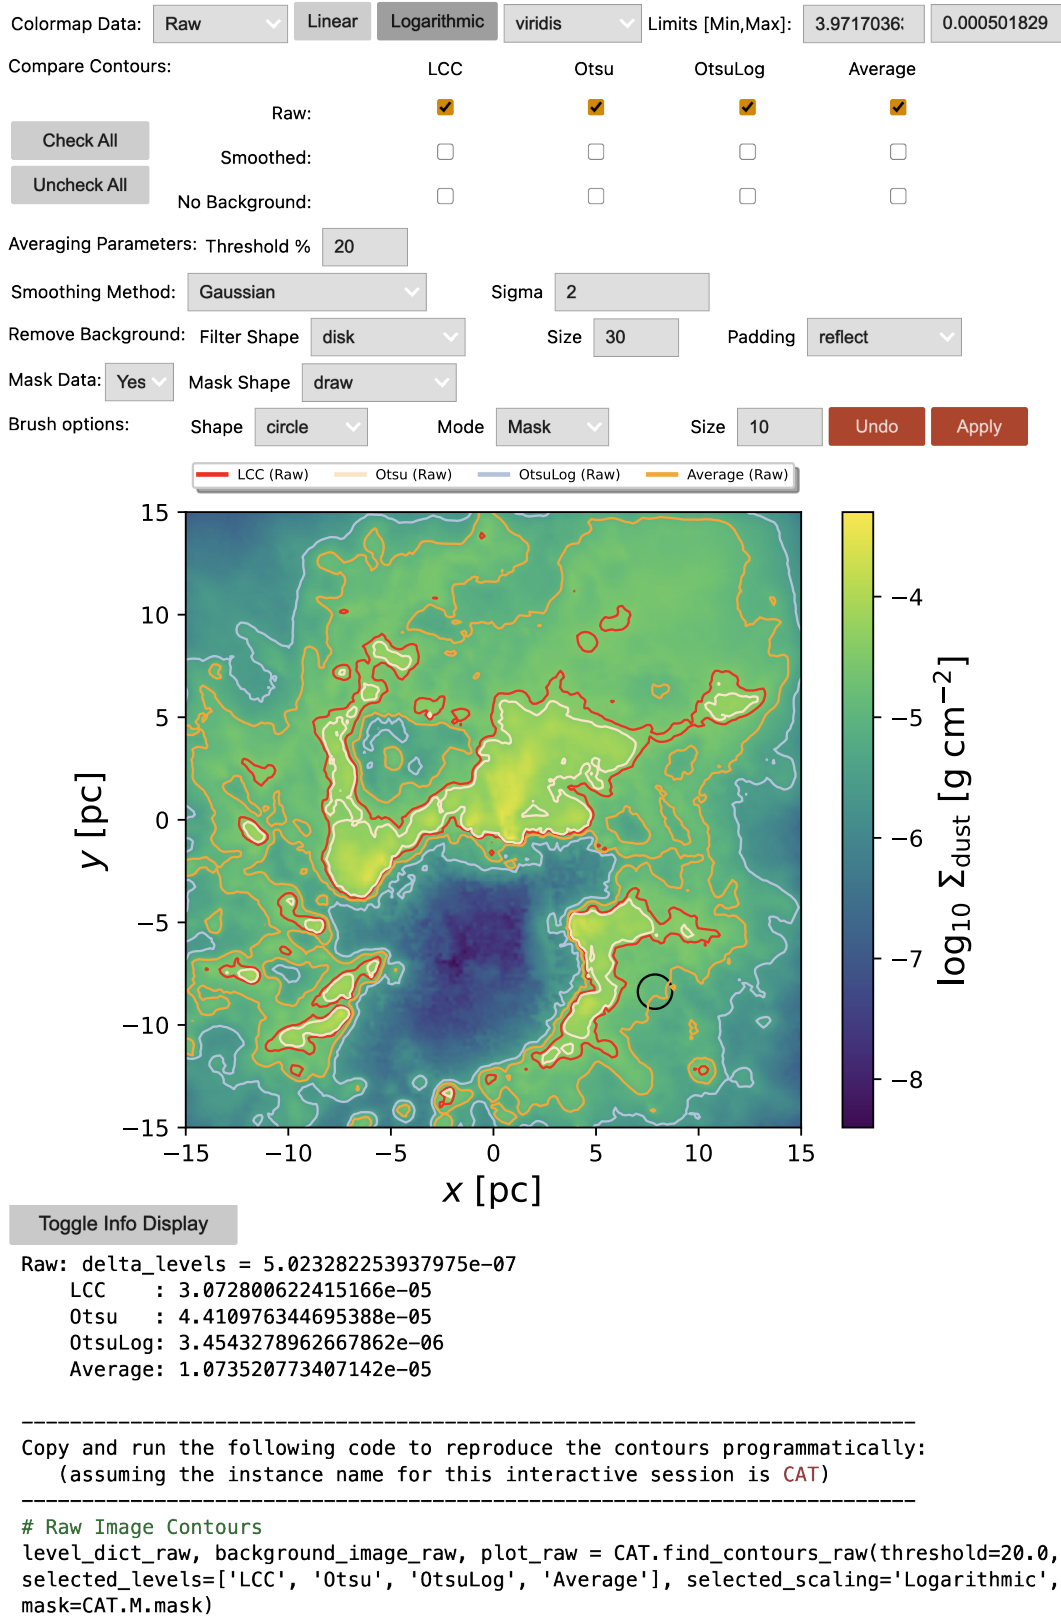 Colormap Data: Raw Linear Logarithmic viridis Limits [Min,Max]: 0.000501829
Compare Contours: LCC Otsu OtsuLog Average
Raw:
Check All
Smoothed:
Uncheck All
No Background:
Averaging Parameters: Threshold % 20
Smoothing Method: Gaussian Sigma 2
Remove Background: Filter Shape disk Size 30 Padding reflect
Mask Data: Yes Mask Shape draw
Brush options: Shape circle Mode Mask Size 10 Undo Apply
LCC (Raw) Otsu (Raw) OtsuLog (Raw) Average (Raw)
15
10
5
0
−5
−10
−15
y [pc]
−15 −10 −5 0 5 10 15
x [pc]
−4
−5
−6
−7
−8
log10 Σdust [g cm−2]
Toggle Info Display
Raw: delta_levels = 5.023282253937975e-07
LCC : 3.072800622415166e-05
Otsu : 4.410976344695388e-05
OtsuLog: 3.4543278962667862e-06
Average: 1.073520773407142e-05
Copy and run the following code to reproduce the contours programmatically:
(assuming the instance name for this interactive session is CAT)
# Raw Image Contours
level_dict_raw, background_image_raw, plot_raw = CAT.find_contours_raw(threshold=20.0,
selected_levels=['LCC', 'Otsu', 'OtsuLog', 'Average'], selected_scaling='Logarithmic',
mask=CAT.M.mask)